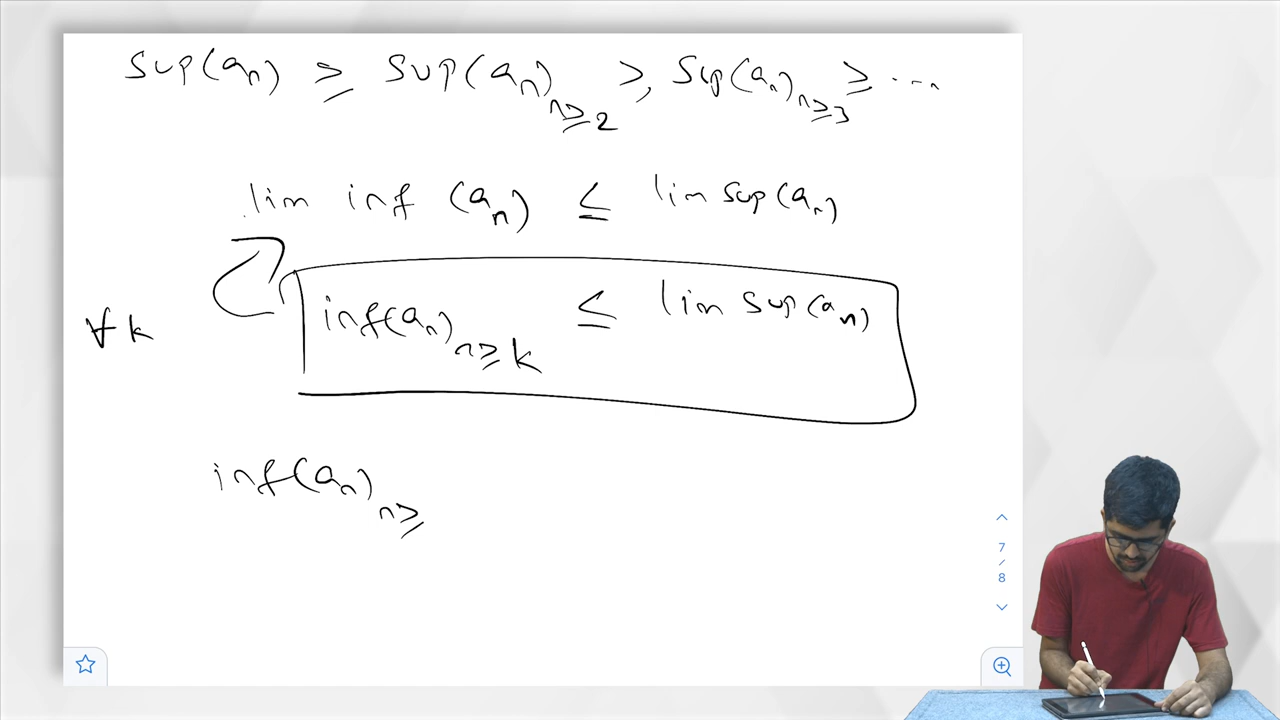 Sup(aₙ) ≥ Sup(aₙ)ₙ≥₂ ≥ Sup(aₙ)ₙ≥₃ ≥ ...
lim inf (aₙ) ≤ lim sup(aₙ)
∀ k inf(aₙ)ₙ≥k ≤ lim sup(aₙ)
inf(aₙ)ₙ≥
7
/
8